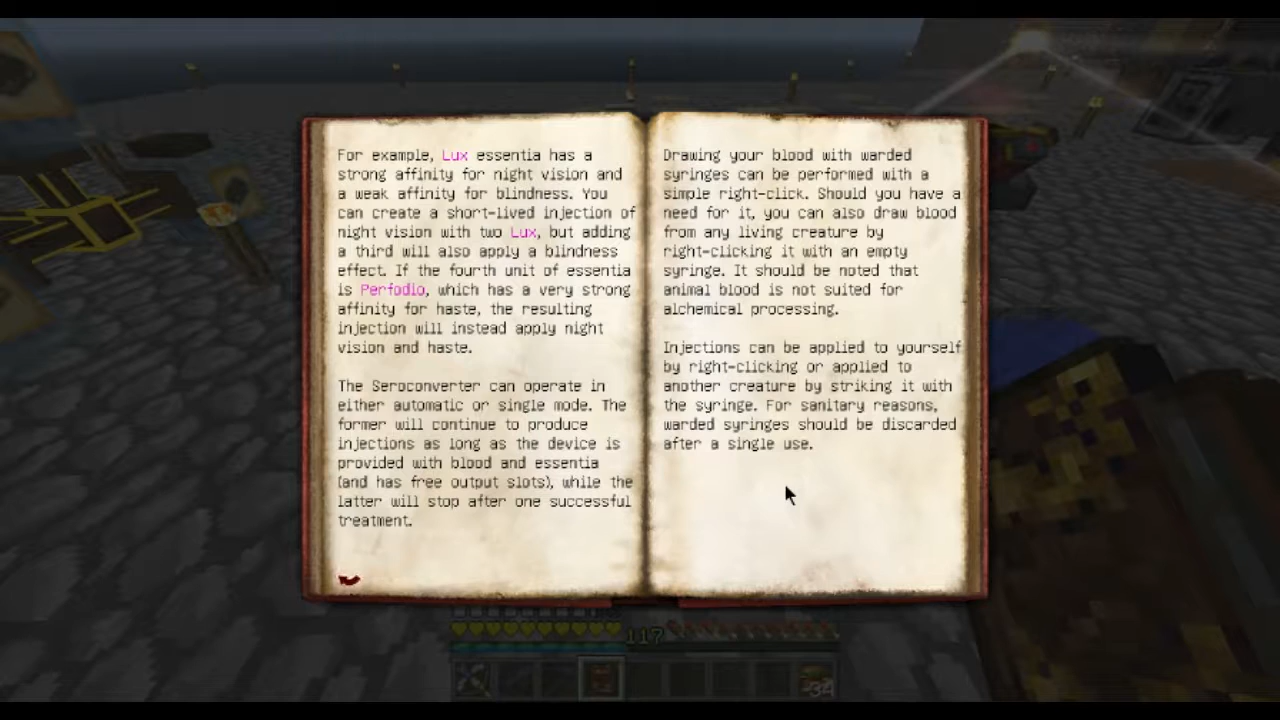 For example, Lux essentia has a
strong affinity for night vision and
a weak affinity for blindness. You
can create a short-lived injection of
night vision with two Lux, but adding
a third will also apply a blindness
effect. If the fourth unit of essentia
is Perfodio, which has a very strong
affinity for haste, the resulting
injection will instead apply night
vision and haste.
The Seroconverter can operate in
either automatic or single mode. The
former will continue to produce
injections as long as the device is
provided with blood and essentia
(and has free output slots), while the
latter will stop after one successful
treatment.
Drawing your blood with warded
syringes can be performed with a
simple right-click. Should you have a
need for it, you can also draw blood
from any living creature by
right-clicking it with an empty
syringe. It should be noted that
animal blood is not suited for
alchemical processing.
Injections can be applied to yourself
by right-clicking or applied to
another creature by striking it with
the syringe. For sanitary reasons,
warded syringes should be discarded
after a single use.
117
34